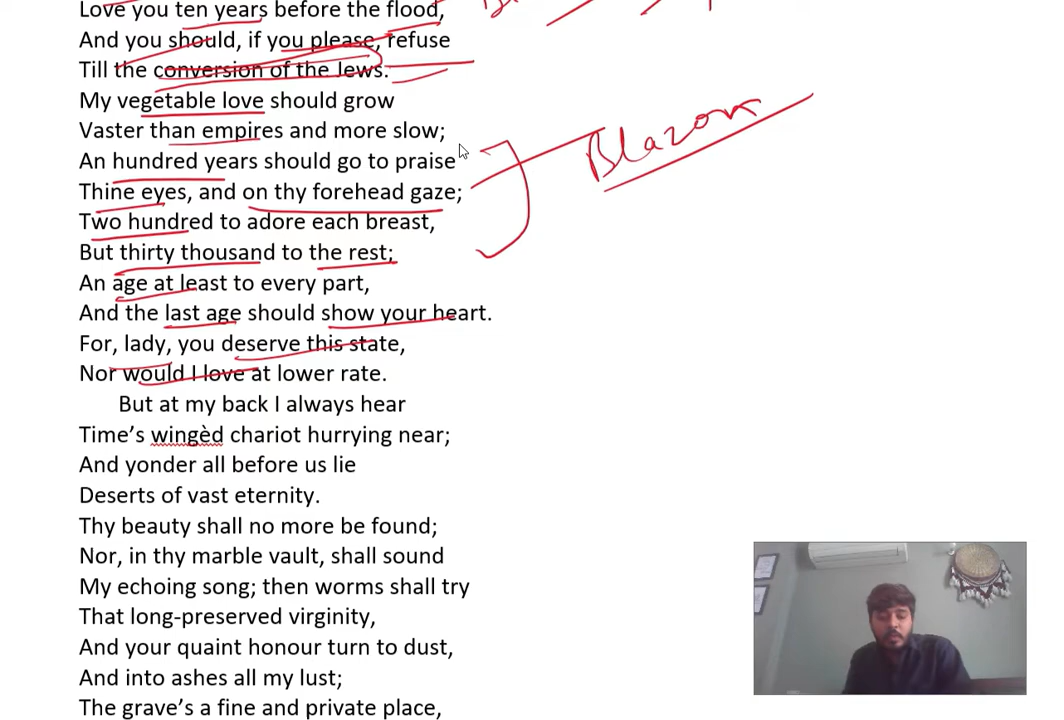 Love you ten years before the flood,
And you should, if you please, refuse
Till the conversion of the Jews.
My vegetable love should grow
Vaster than empires and more slow;
An hundred years should go to praise
Thine eyes, and on thy forehead gaze;
Two hundred to adore each breast,
But thirty thousand to the rest;
An age at least to every part,
And the last age should show your heart.
For, lady, you deserve this state,
Nor would I love at lower rate.
But at my back I always hear
Time’s wingèd chariot hurrying near;
And yonder all before us lie
Deserts of vast eternity.
Thy beauty shall no more be found;
Nor, in thy marble vault, shall sound
My echoing song; then worms shall try
That long-preserved virginity,
And your quaint honour turn to dust,
And into ashes all my lust;
The grave’s a fine and private place,
Blazon